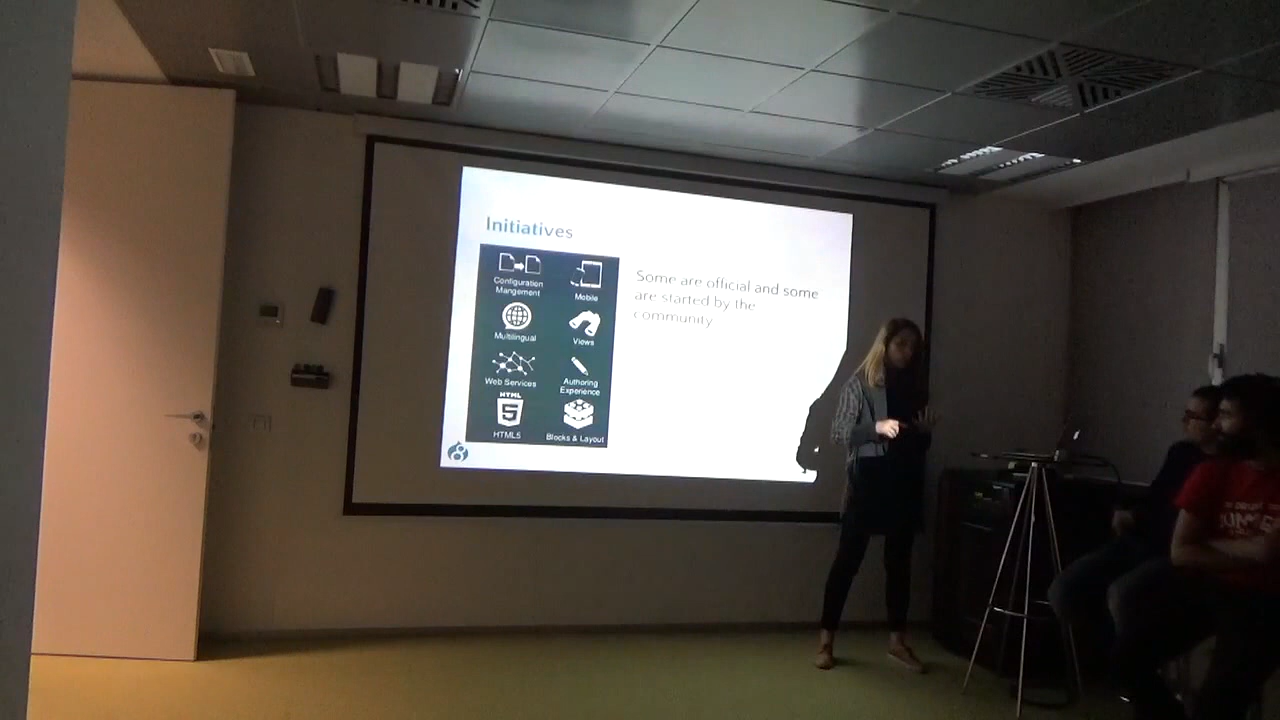 Initiatives
Configuration
Mangement
Mobile
Some are official and some
are started by the
community
Multilingual
Views
Web Services
Authoring
Experience
HTML
5
HTML5
Blocks & Layout